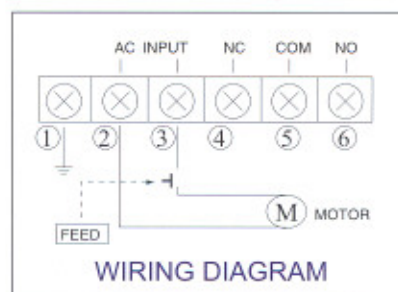 AC INPUT NC COM NO
① ② ③ ④ ⑤ ⑥
M MOTOR
FEED
WIRING DIAGRAM